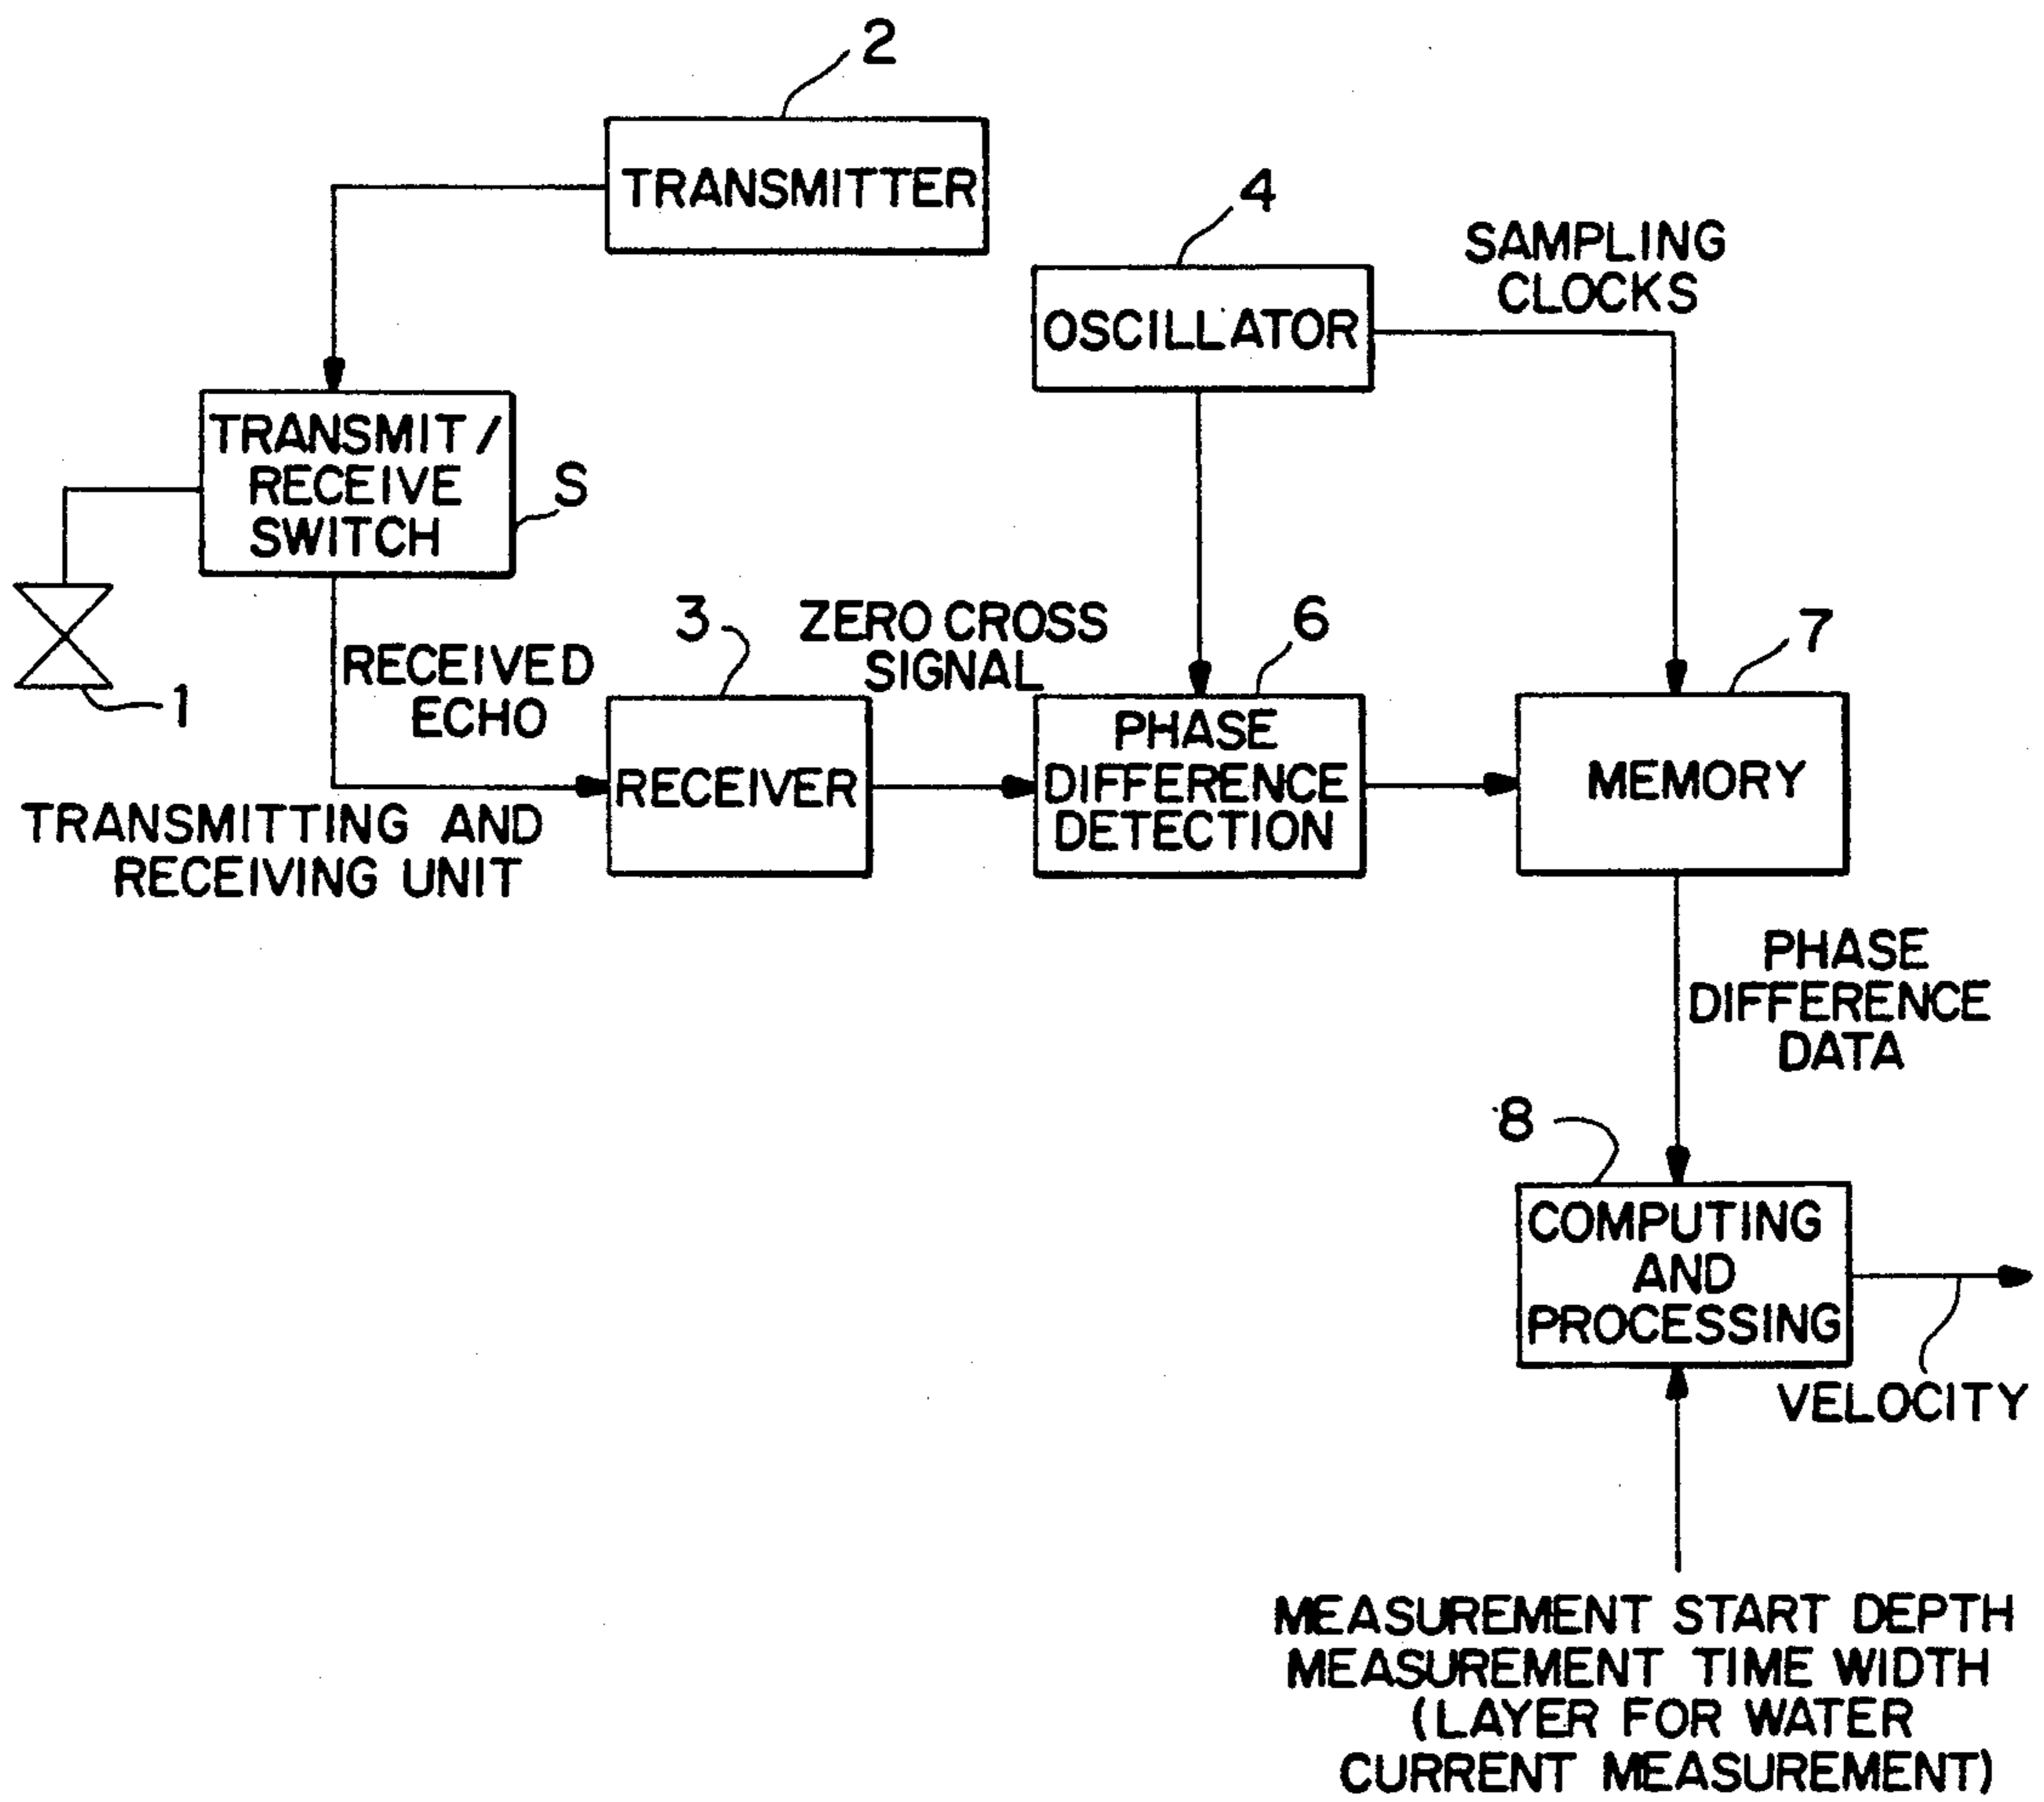 2
TRANSMITTER
4
SAMPLING
CLOCKS
OSCILLATOR
TRANSMIT /
RECEIVE
SWITCH
S
1
RECEIVED
ECHO
TRANSMITTING AND
RECEIVING UNIT
3
RECEIVER
ZERO CROSS
SIGNAL
6
PHASE
DIFFERENCE
DETECTION
7
MEMORY
PHASE
DIFFERENCE
DATA
8
COMPUTING
AND
PROCESSING
VELOCITY
MEASUREMENT START DEPTH
MEASUREMENT TIME WIDTH
(LAYER FOR WATER
CURRENT MEASUREMENT)